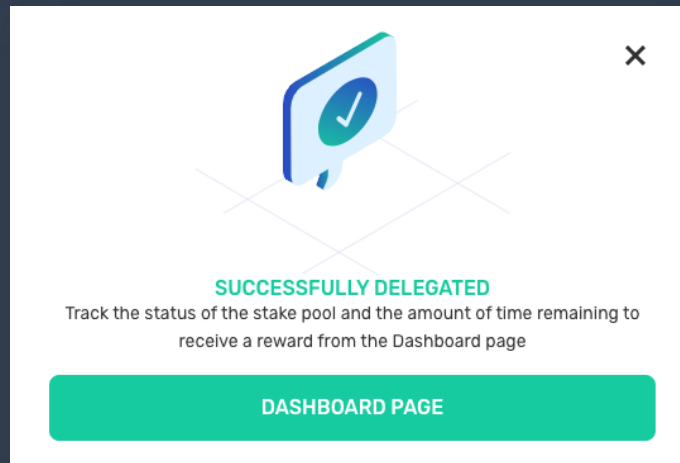 SUCCESSFULLY DELEGATED
Track the status of the stake pool and the amount of time remaining to
receive a reward from the Dashboard page
DASHBOARD PAGE